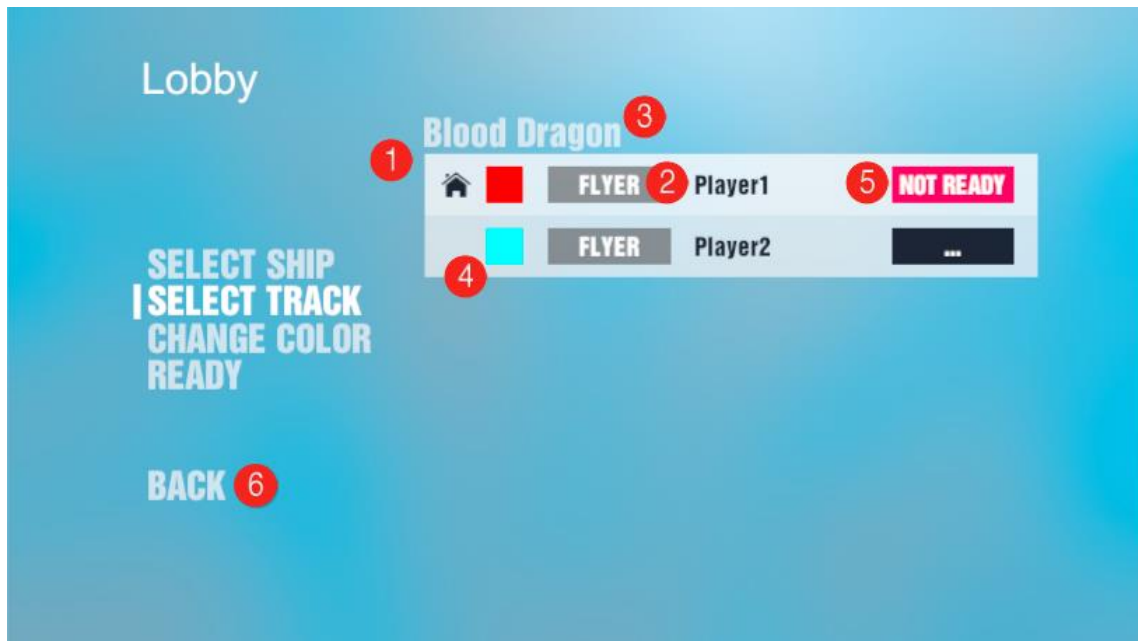 Lobby
Blood Dragon 3
1
FLYER 2 Player1 5 NOT READY
FLYER Player2 ...
4
SELECT SHIP
SELECT TRACK
CHANGE COLOR
READY
BACK 6